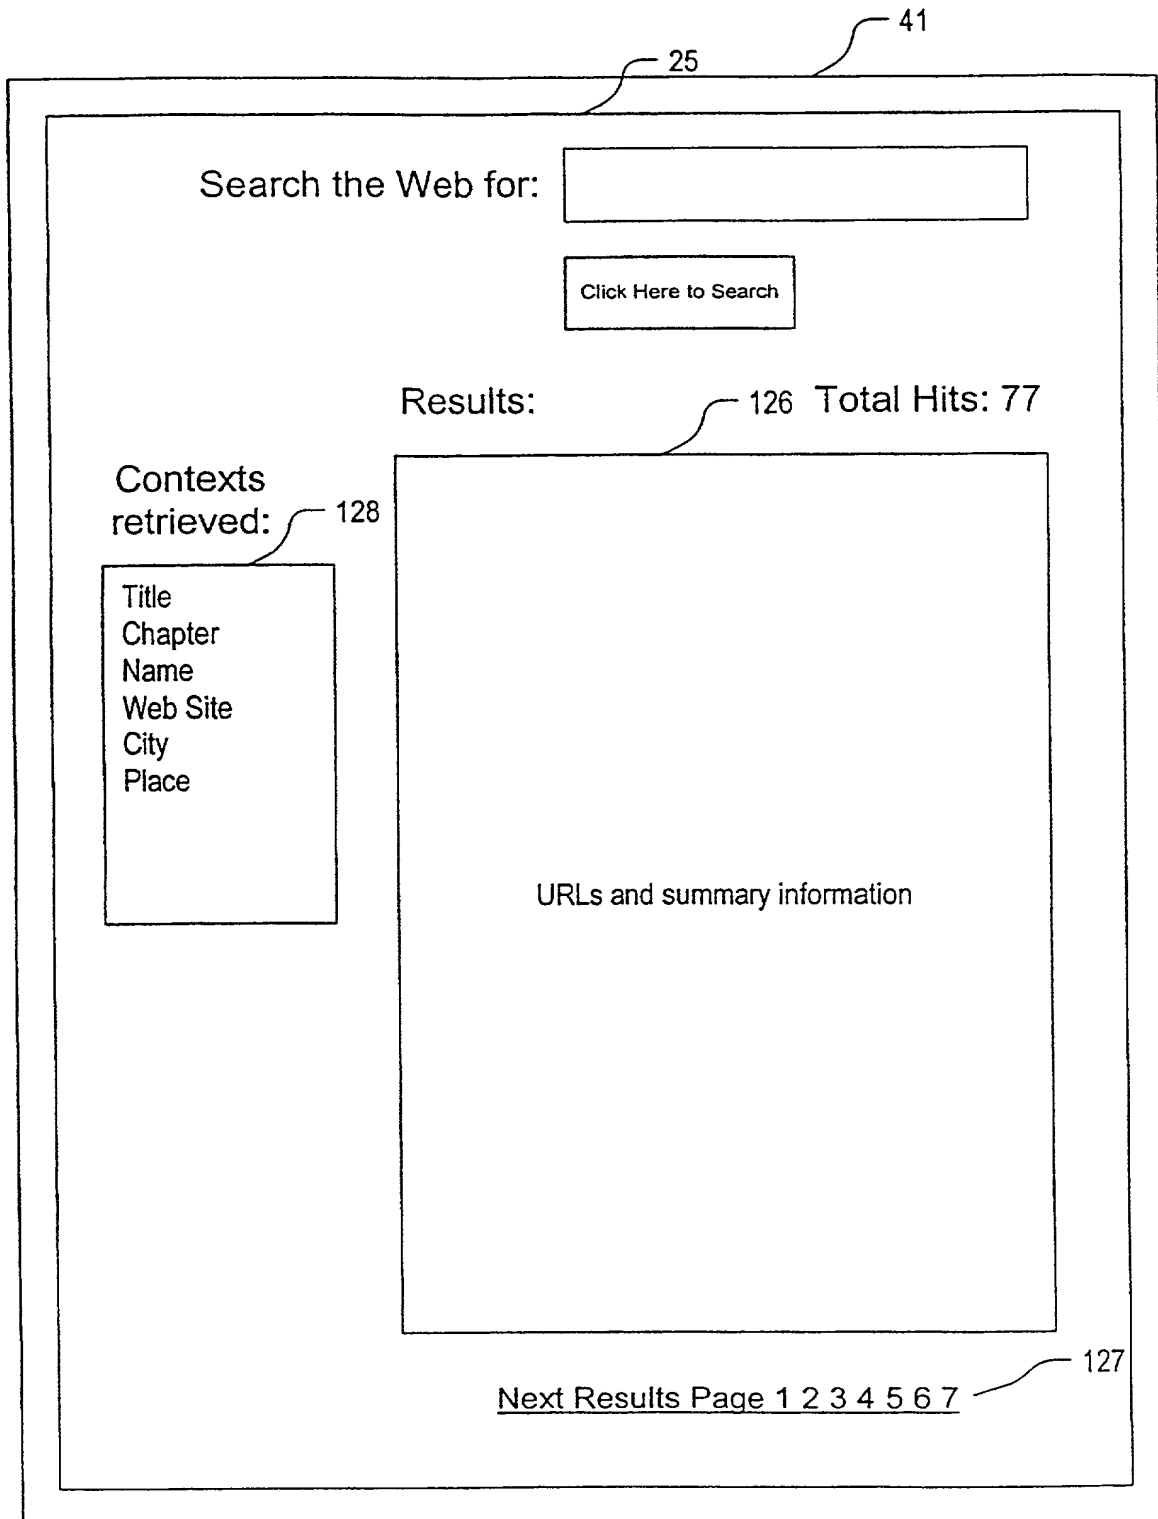 41
25
Search the Web for:
Click Here to Search
Results:
126
Total Hits: 77
Contexts
retrieved:
128
Title
Chapter
Name
Web Site
City
Place
URLs and summary information
127
Next Results Page 1 2 3 4 5 6 7